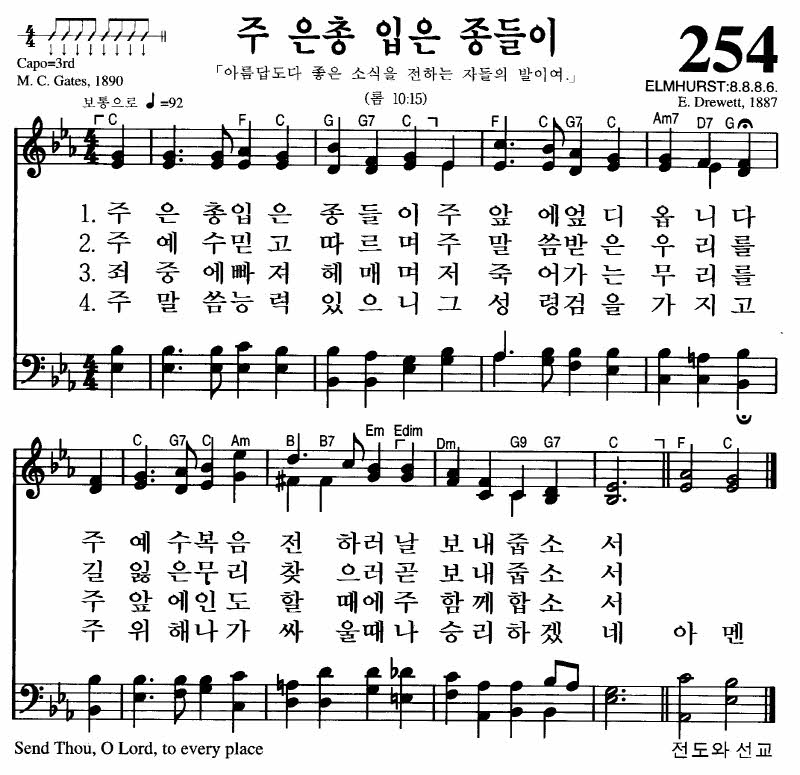 4/4
주 은총 입은 종들이
254
Capo=3rd
M. C. Gates, 1890
「아름답도다 좋은 소식을 전하는 자들의 발이여.」
(롬 10:15)
ELMHURST:8.8.8.6.
E. Drewett, 1887
보통으로 ♩=92
C F C G G7 C F C G7 C Am7 D7 G
1. 주 은 총입 은 종 들 이 주 앞 에엎 디 옵 니 다
2. 주 예 수믿 고 따 르 며 주 말 씀받 은 우 리 를
3. 죄 중 에빠 져 헤 매 며 저 죽 어가 는 무 리 를
4. 주 말 씀능 력 있 으 니 그 성 령검 을 가 지 고
C G7 C Am B B7 Em Edim Dm G9 G7 C F C
주 예 수복 음 전 하 러 날 보 내 줍 소 서
길 잃 은무 리 찾 으 러 곧 보 내 줍 소 서
주 앞 에인 도 할 때 에 주 함 께 합 소 서
주 위 해나 가 싸 울 때 나 승 리 하 겠 네 아 멘
Send Thou, O Lord, to every place
전도와 선교